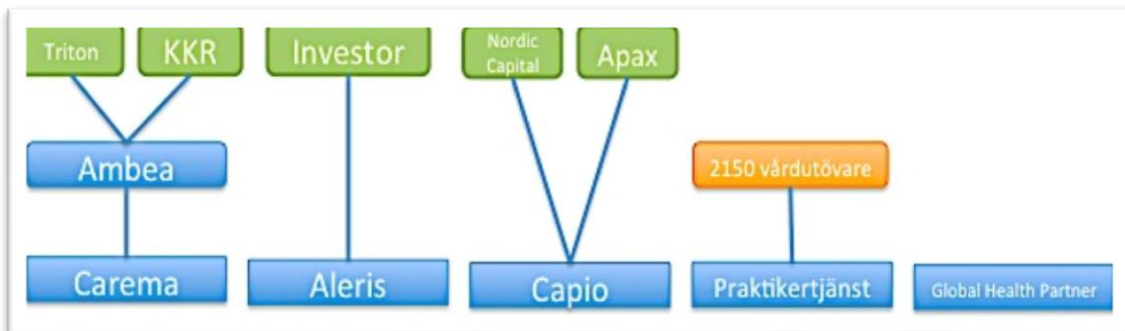 Triton
KKR
Investor
Nordic
Capital
Apax
Ambea
2150 vårdutövare
Carema
Aleris
Capio
Praktikertjänst
Global Health Partner